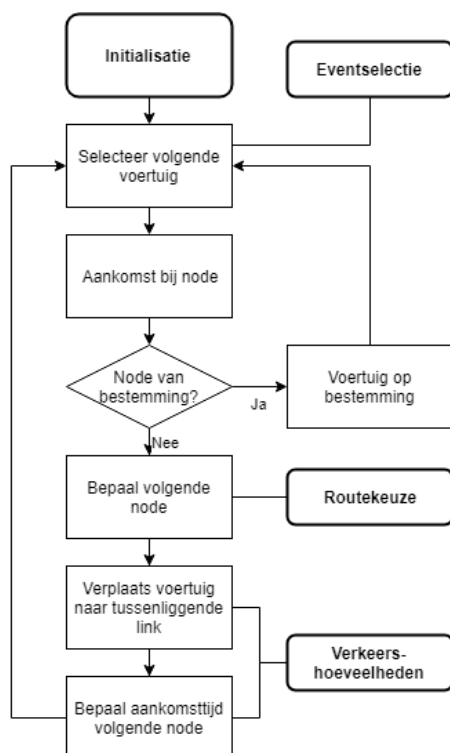 Initialisatie
Eventselectie
Selecteer volgende
voertuig
Aankomst bij node
Node van
bestemming?
Ja
Voertuig op
bestemming
Nee
Bepaal volgende
node
Routekeuze
Verplaats voertuig
naar tussenliggende
link
Verkeers-
hoeveelheden
Bepaal aankomsttijd
volgende node